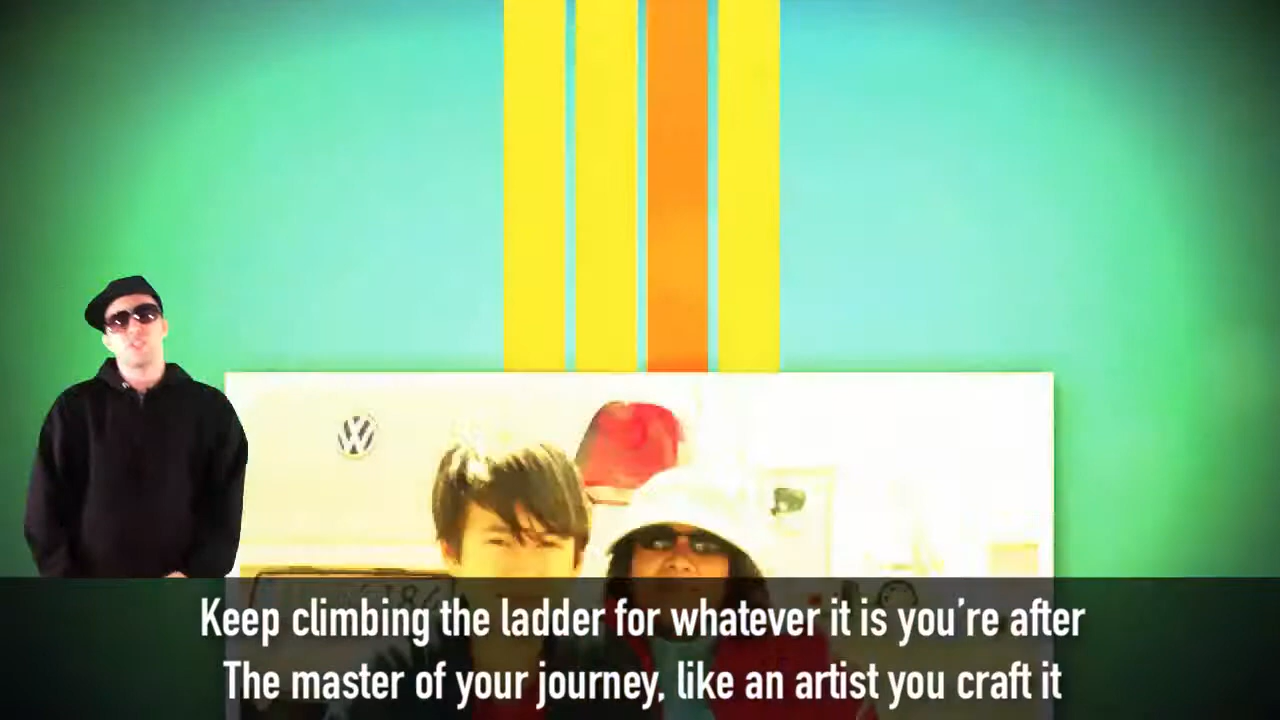 VW
Keep climbing the ladder for whatever it is you're after
The master of your journey, like an artist you craft it